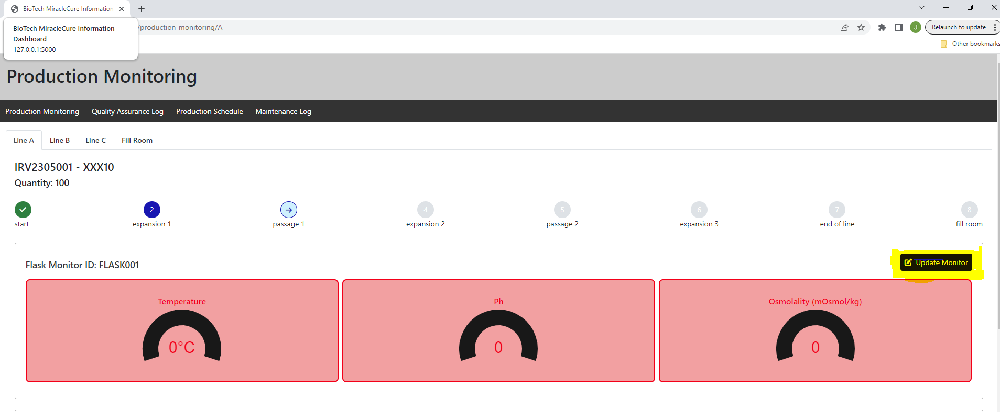 BioTech MiracleCure Information
BioTech MiracleCure Information
Dashboard
127.0.0.1:5000
/production-monitoring/A
J
Relaunch to update
Other bookmarks
Production Monitoring
Production Monitoring Quality Assurance Log Production Schedule Maintenance Log
Line A Line B Line C Fill Room
IRV2305001 - XXX10
Quantity: 100
2 4 5 6 7 8
start expansion 1 passage 1 expansion 2 passage 2 expansion 3 end of line fill room
Flask Monitor ID: FLASK001
Update Monitor
Temperature Ph Osmolality (mOsmol/kg)
0°C 0 0